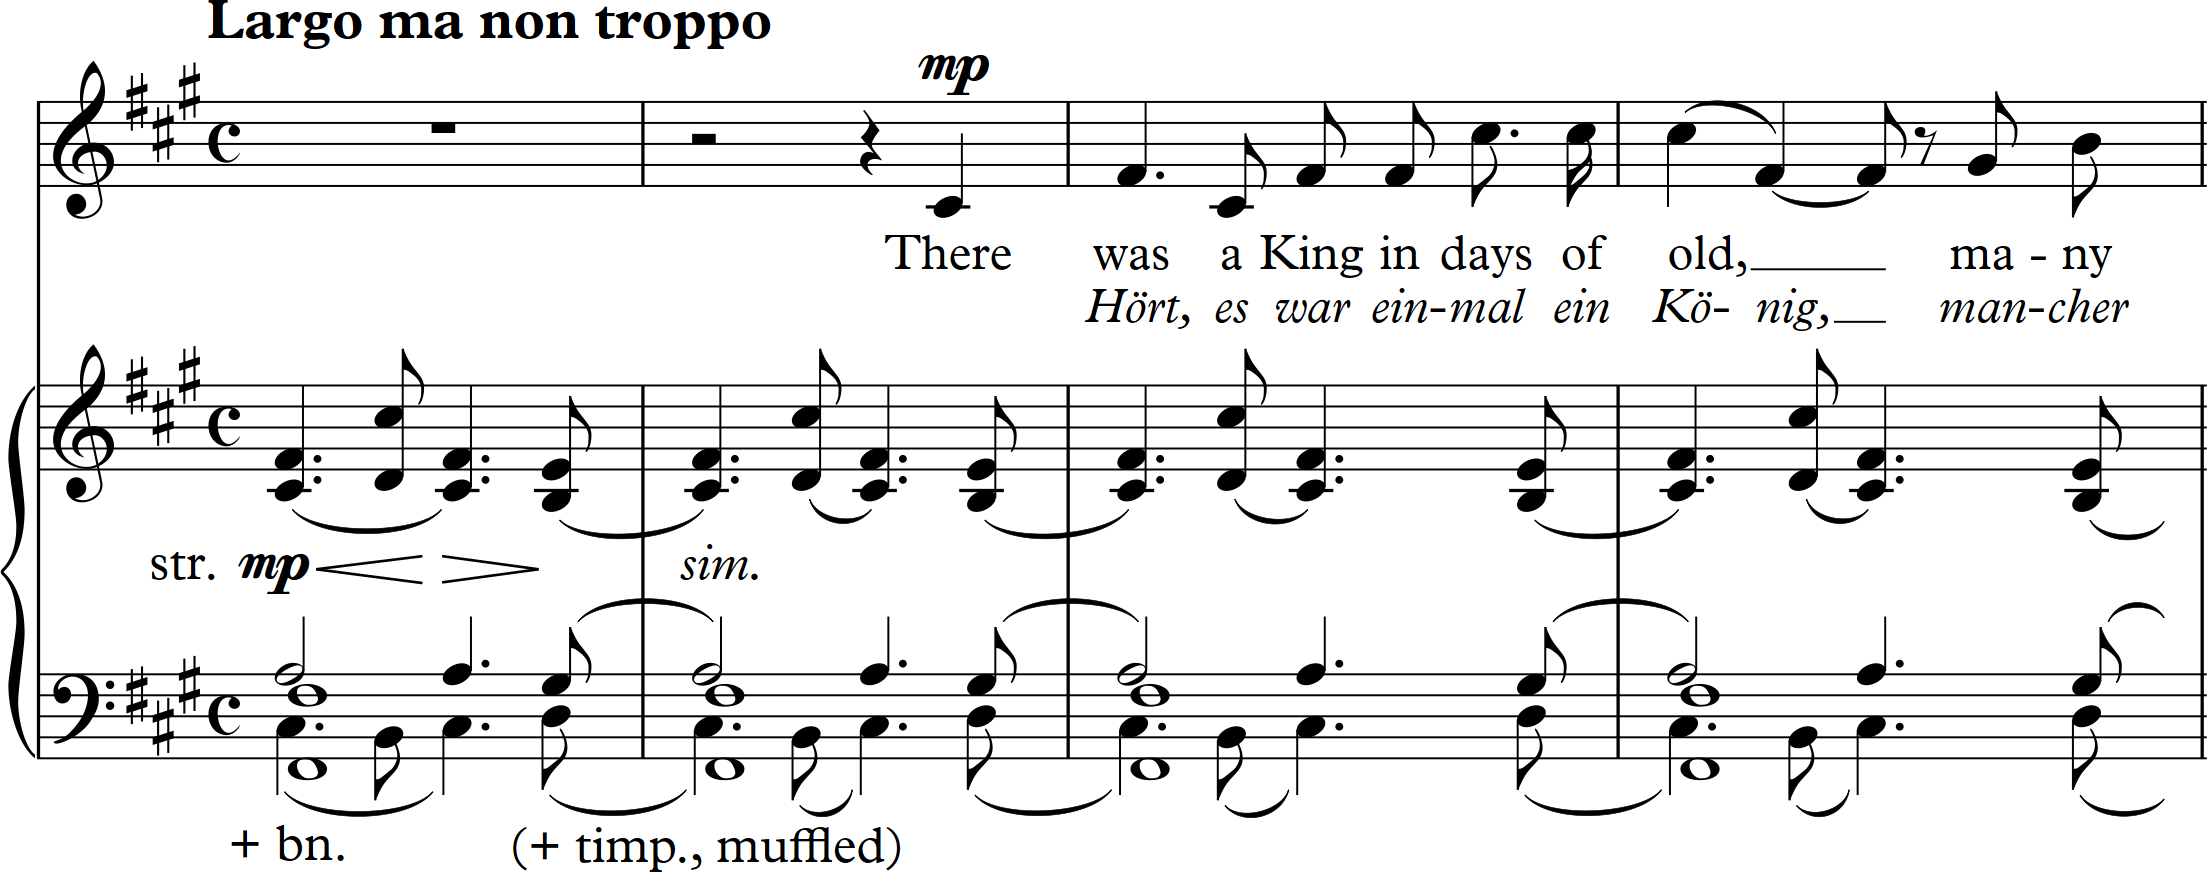 Largo ma non troppo
mp
There was a King in days of old, ma - ny
Hört, es war ein-mal ein Kö- nig, man-cher
str. mp sim.
+ bn. (+ timp., muffled)